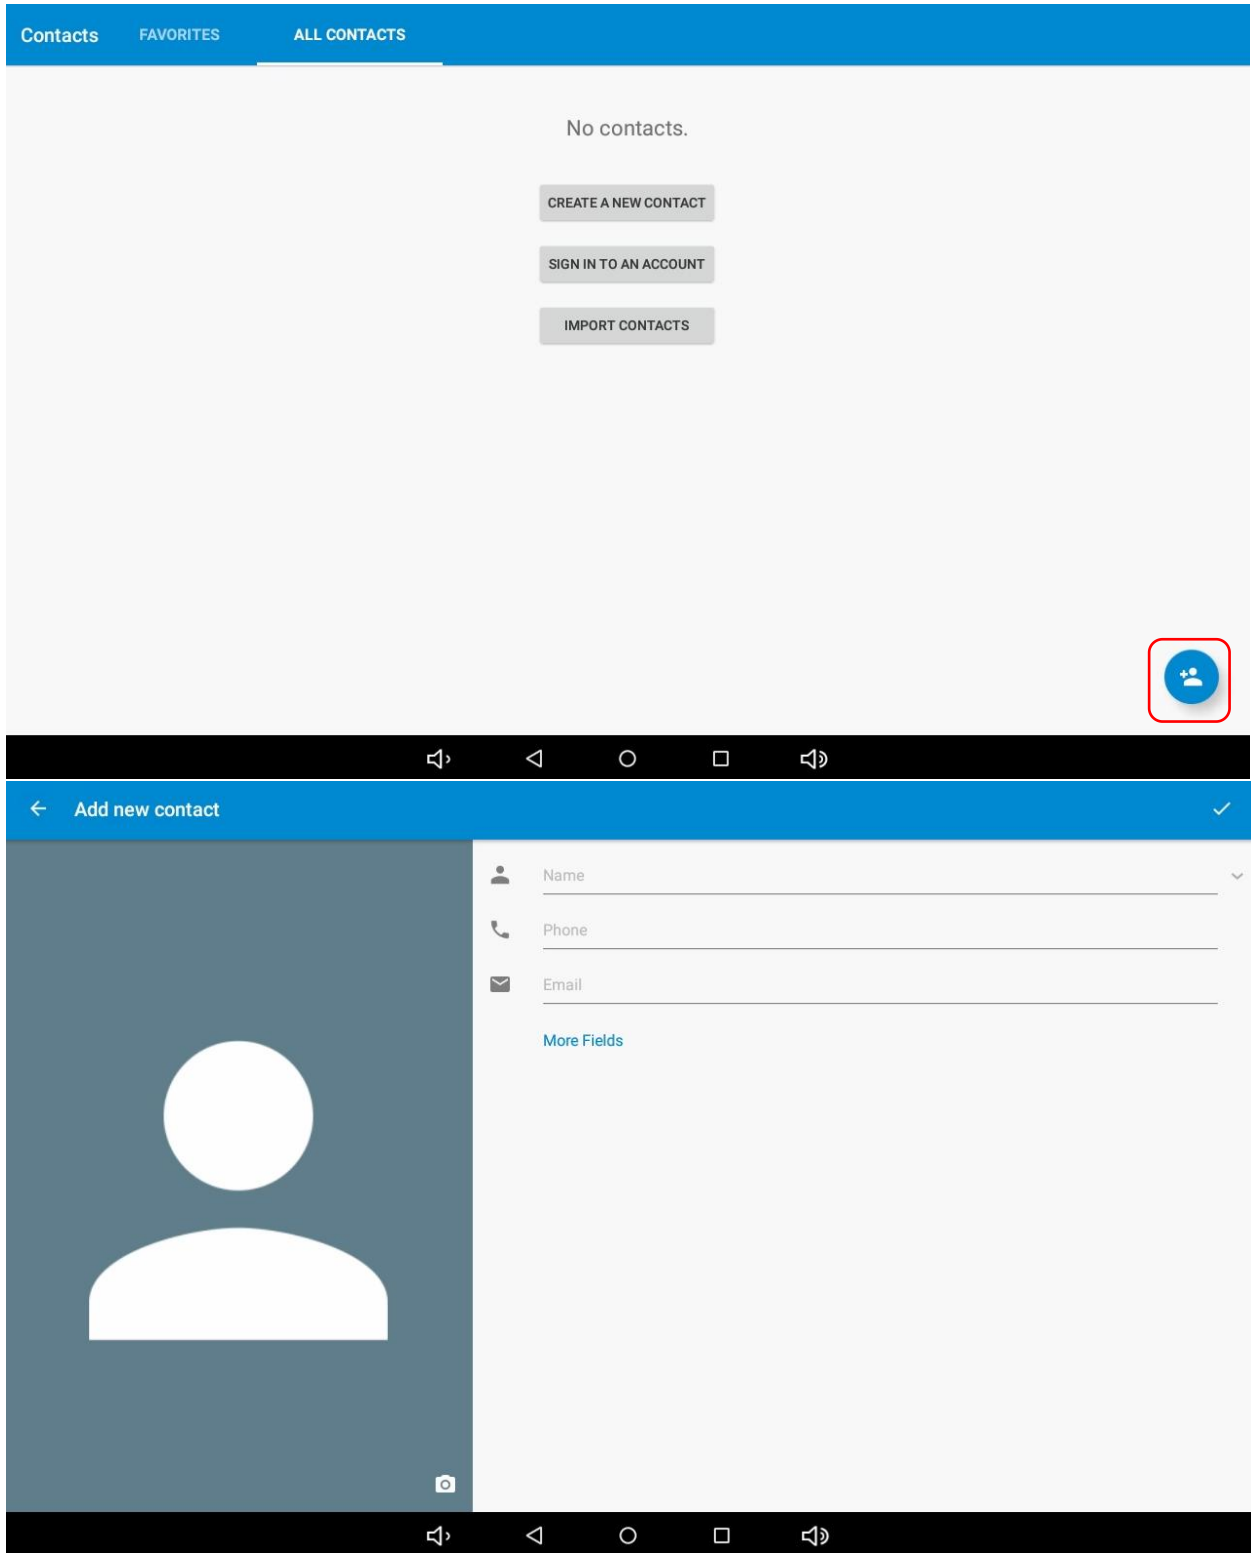 Contacts FAVORITES ALL CONTACTS
No contacts.
CREATE A NEW CONTACT
SIGN IN TO AN ACCOUNT
IMPORT CONTACTS
Add new contact
Name
Phone
Email
More Fields